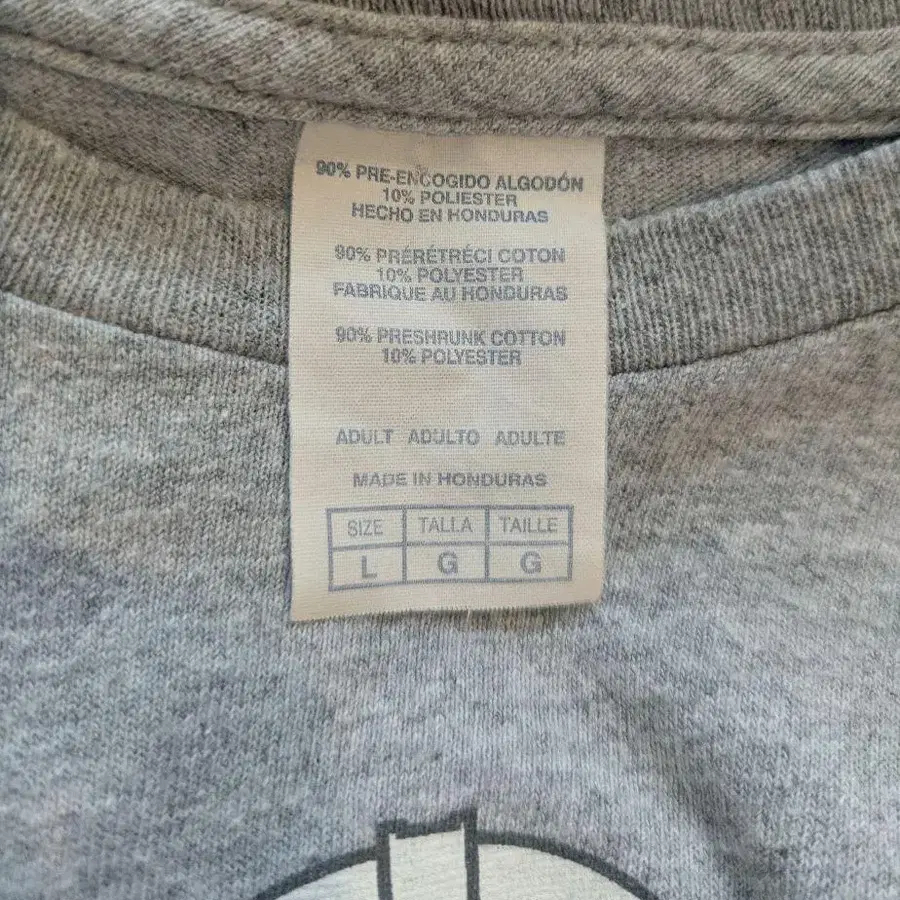 90% PRE-ENCOGIDO ALGODÓN
10% POLIESTER
HECHO EN HONDURAS
90% PRÉRÉTRÉCI COTON
10% POLYESTER
FABRIQUE AU HONDURAS
90% PRESHRUNK COTTON
10% POLYESTER
ADULT ADULTO ADULTE
MADE IN HONDURAS
SIZE TALLA TAILLE
L G G